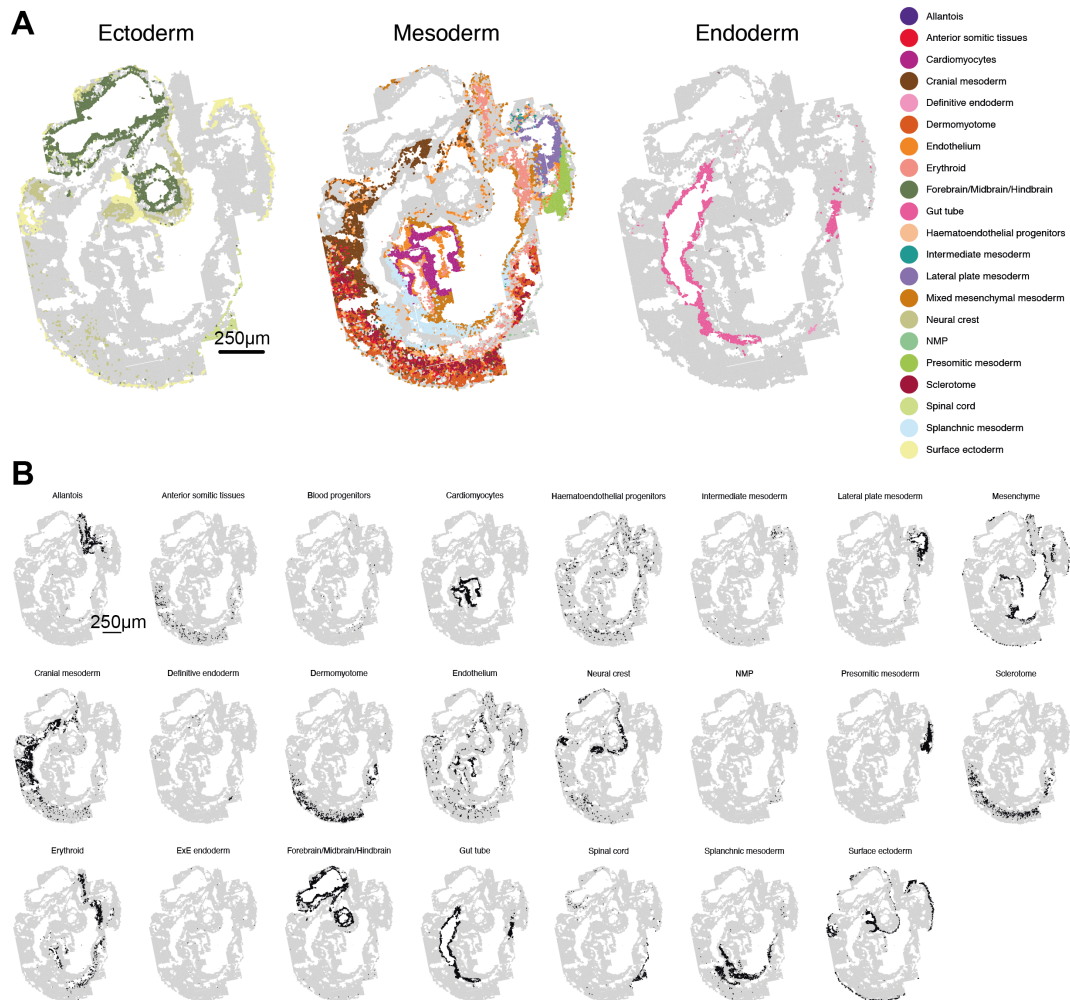 A
Ectoderm
Mesoderm
Endoderm
250µm
Allantois
Anterior somitic tissues
Cardiomyocytes
Cranial mesoderm
Definitive endoderm
Dermomyotome
Endothelium
Erythroid
Forebrain/Midbrain/Hindbrain
Gut tube
Haematoendothelial progenitors
Intermediate mesoderm
Lateral plate mesoderm
Mixed mesenchymal mesoderm
Neural crest
NMP
Presomitic mesoderm
Sclerotome
Spinal cord
Splanchnic mesoderm
Surface ectoderm
B
Allantois
Anterior somitic tissues
Blood progenitors
Cardiomyocytes
Haematoendothelial progenitors
Intermediate mesoderm
Lateral plate mesoderm
Mesenchyme
250µm
Cranial mesoderm
Definitive endoderm
Dermomyotome
Endothelium
Neural crest
NMP
Presomitic mesoderm
Sclerotome
Erythroid
ExE endoderm
Forebrain/Midbrain/Hindbrain
Gut tube
Spinal cord
Splanchnic mesoderm
Surface ectoderm